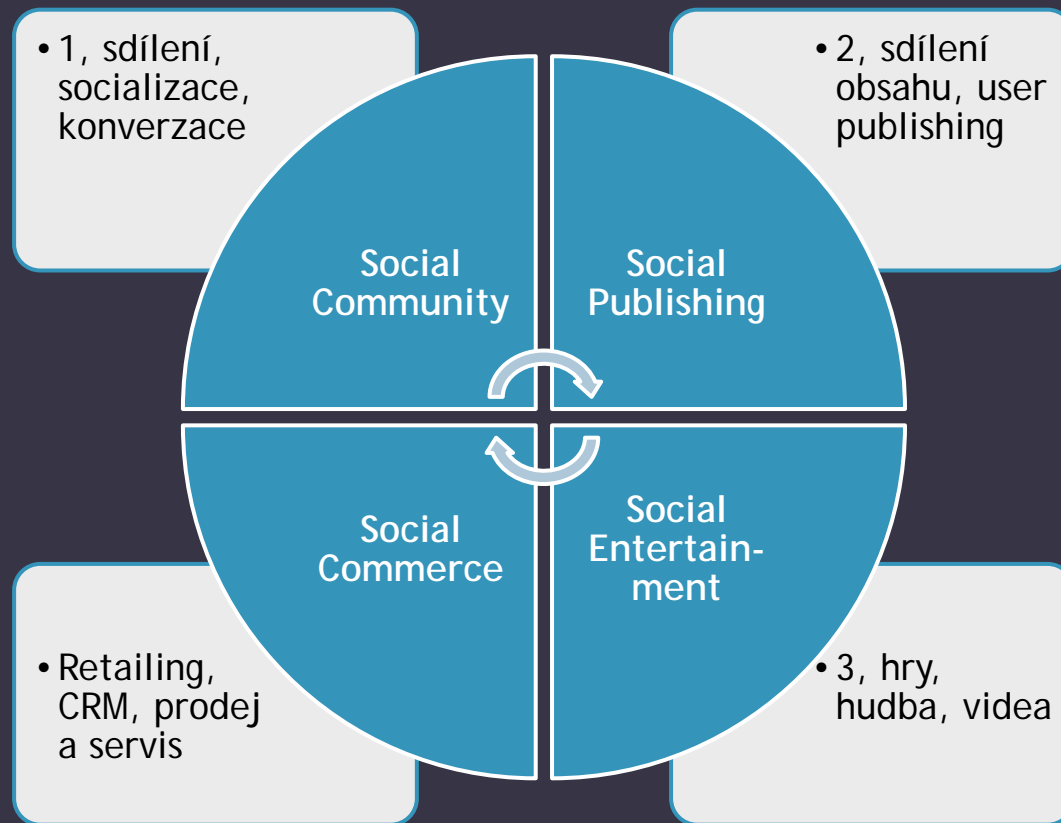 • 1, sdílení,
socializace,
konverzace
• 2, sdílení
obsahu, user
publishing
Social
Community
Social
Publishing
Social
Commerce
Social
Entertain-
ment
• Retailing,
CRM, prodej
a servis
• 3, hry,
hudba, videa